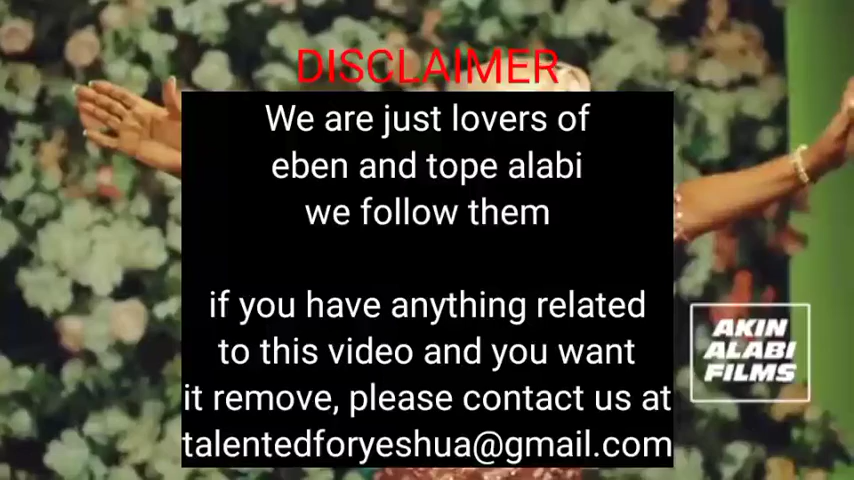 DISCLAIMER
We are just lovers of
eben and tope alabi
we follow them
if you have anything related
to this video and you want
it remove, please contact us at
talentedforyeshua@gmail.com
AKIN
ALABI
FILMS